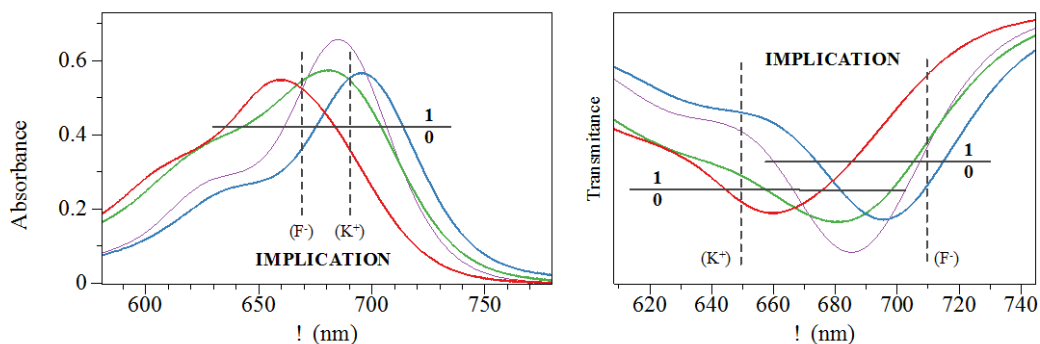 Absorbance
0.6
0.4
0.2
0
1
0
(F-) (K+)
IMPLICATION
600 650 700 750
! (nm)
Transmitance
IMPLICATION
1
0
1
0
(K+)
(F-)
620 640 660 680 700 720 740
! (nm)